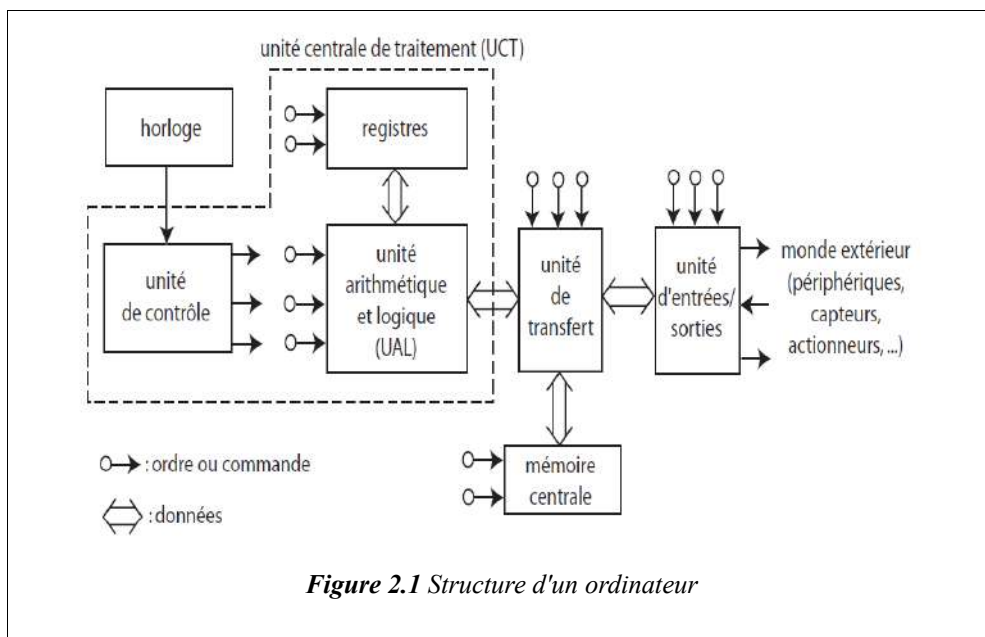 unité centrale de traitement (UCT)
horloge
registres
unité
de contrôle
unité
arithmétique
et logique
(UAL)
unité
de
transfert
unité
d'entrées/
sorties
monde extérieur
(périphériques,
capteurs,
actionneurs, ...)
mémoire
centrale
: ordre ou commande
: données
Figure 2.1 Structure d'un ordinateur